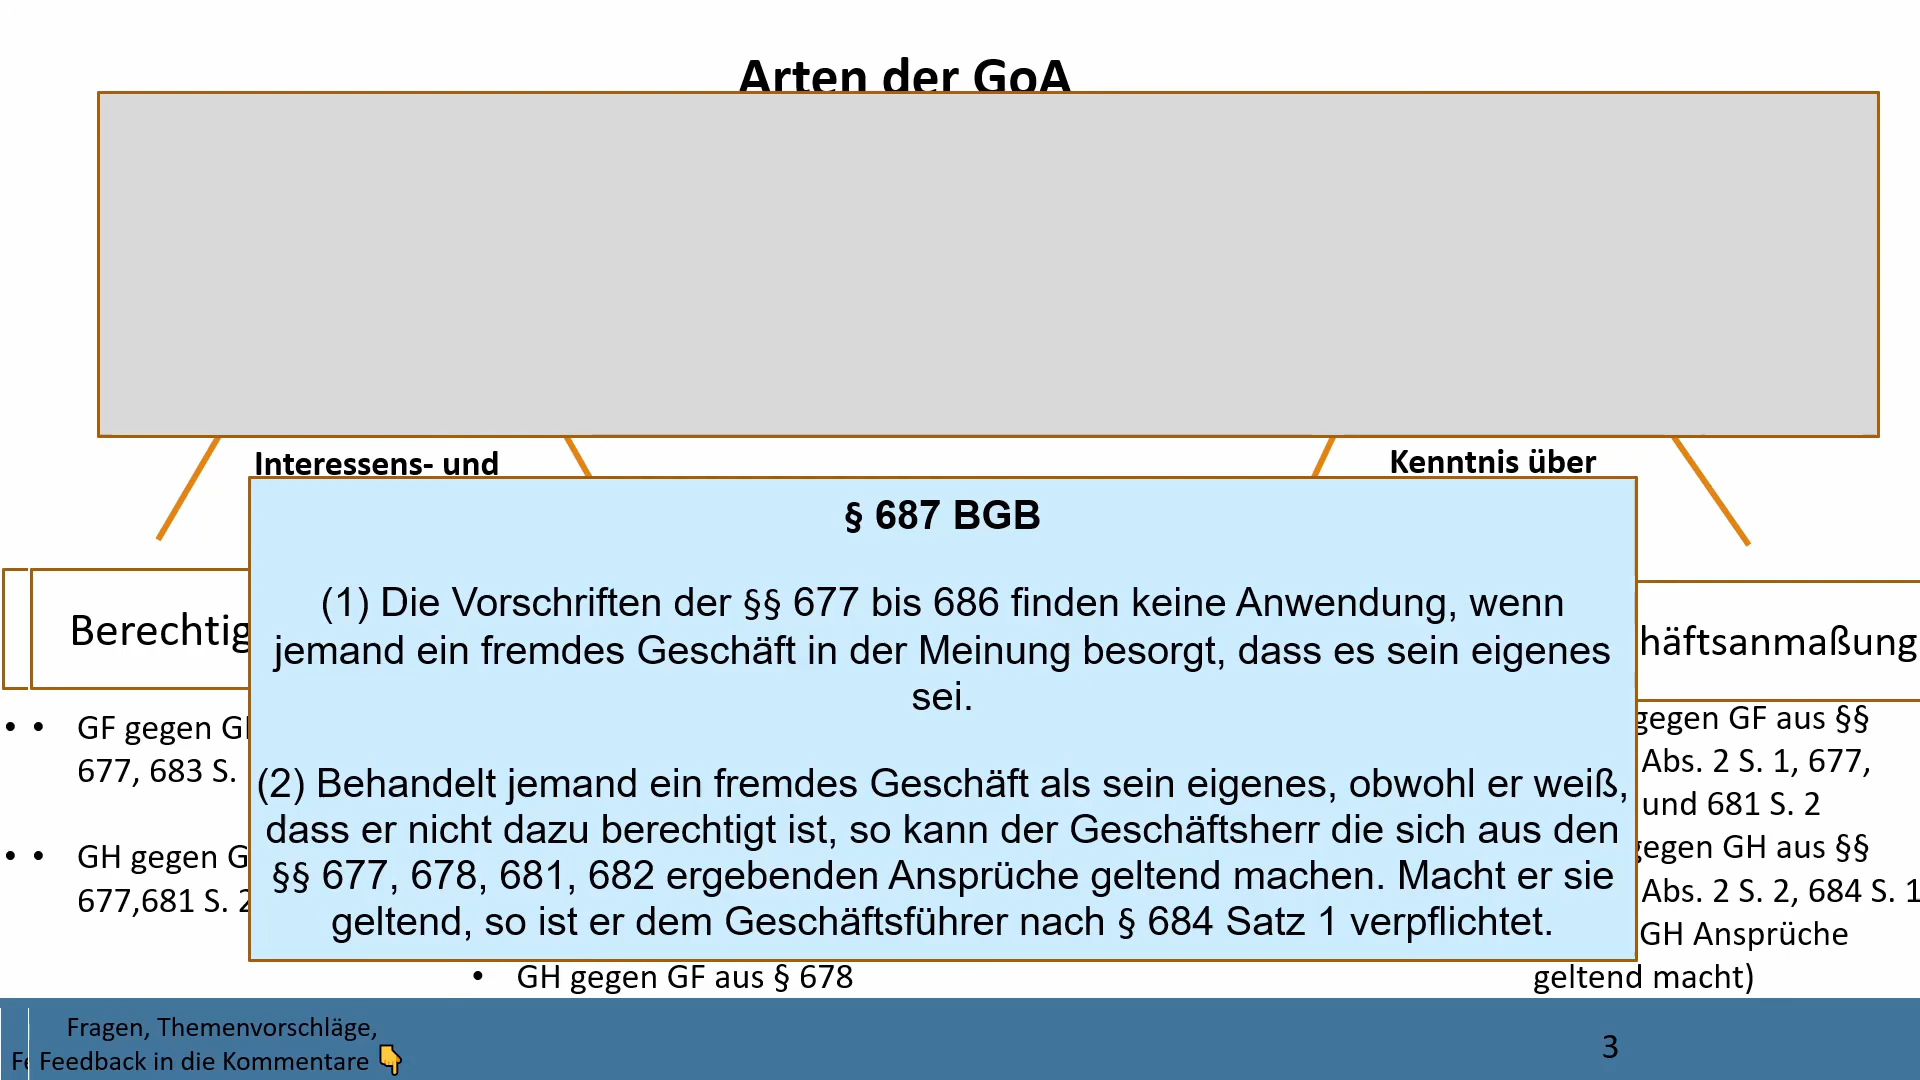 Arten der GoA
Interessens- und
Kenntnis über
§ 687 BGB
(1) Die Vorschriften der §§ 677 bis 686 finden keine Anwendung, wenn
jemand ein fremdes Geschäft in der Meinung besorgt, dass es sein eigenes
sei.
(2) Behandelt jemand ein fremdes Geschäft als sein eigenes, obwohl er weiß,
dass er nicht dazu berechtigt ist, so kann der Geschäftsherr die sich aus den
§§ 677, 678, 681, 682 ergebenden Ansprüche geltend machen. Macht er sie
geltend, so ist er dem Geschäftsführer nach § 684 Satz 1 verpflichtet.
Berechtig
• • GF gegen G
677, 683 S.
• • GH gegen G
677,681 S. 2
• GH gegen GF aus § 678
häftsanmaßung
gegen GF aus §§
Abs. 2 S. 1, 677,
und 681 S. 2
gegen GH aus §§
Abs. 2 S. 2, 684 S. 1
GH Ansprüche
geltend macht)
Fragen, Themenvorschläge,
Feedback in die Kommentare 👇
3